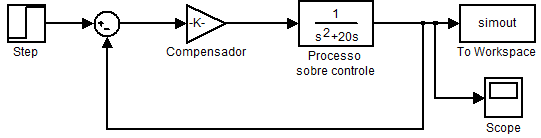 Step
+
-
-K-
Compensador
1
s²+20s
Processo
sobre controle
simout
To Workspace
Scope